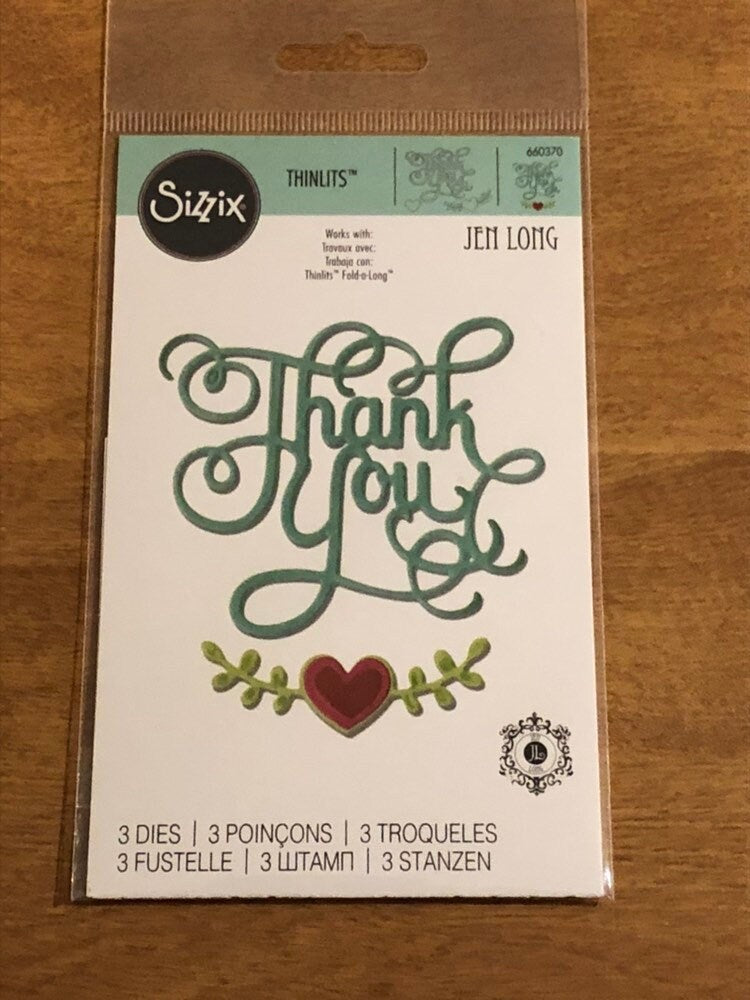 Sizzix
THINLITS™
660370
JEN LONG
Works with:
Travaux avec:
Trabaja con:
Thinlits™ Fold-a-Long™
Thank
You
JL
3 DIES | 3 POINÇONS | 3 TROQUELES
3 FUSTELLE | 3 ШТАМП | 3 STANZEN